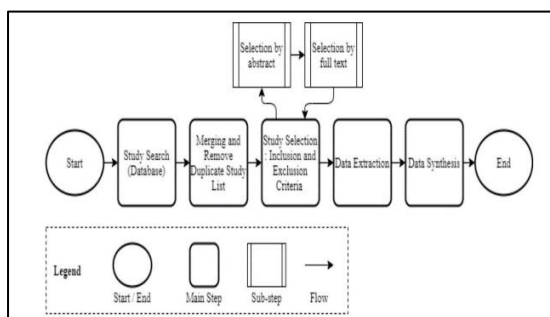 Selection by
abstract
Selection by
full text
Start
Study Search
(Database)
Merging and
Remove
Duplicate Study
List
Study Selection
: Inclusion and
Exclusion
Criteria
Data Extraction
Data Synthesis
End
Legend
Start / End
Main Step
Sub-step
Flow